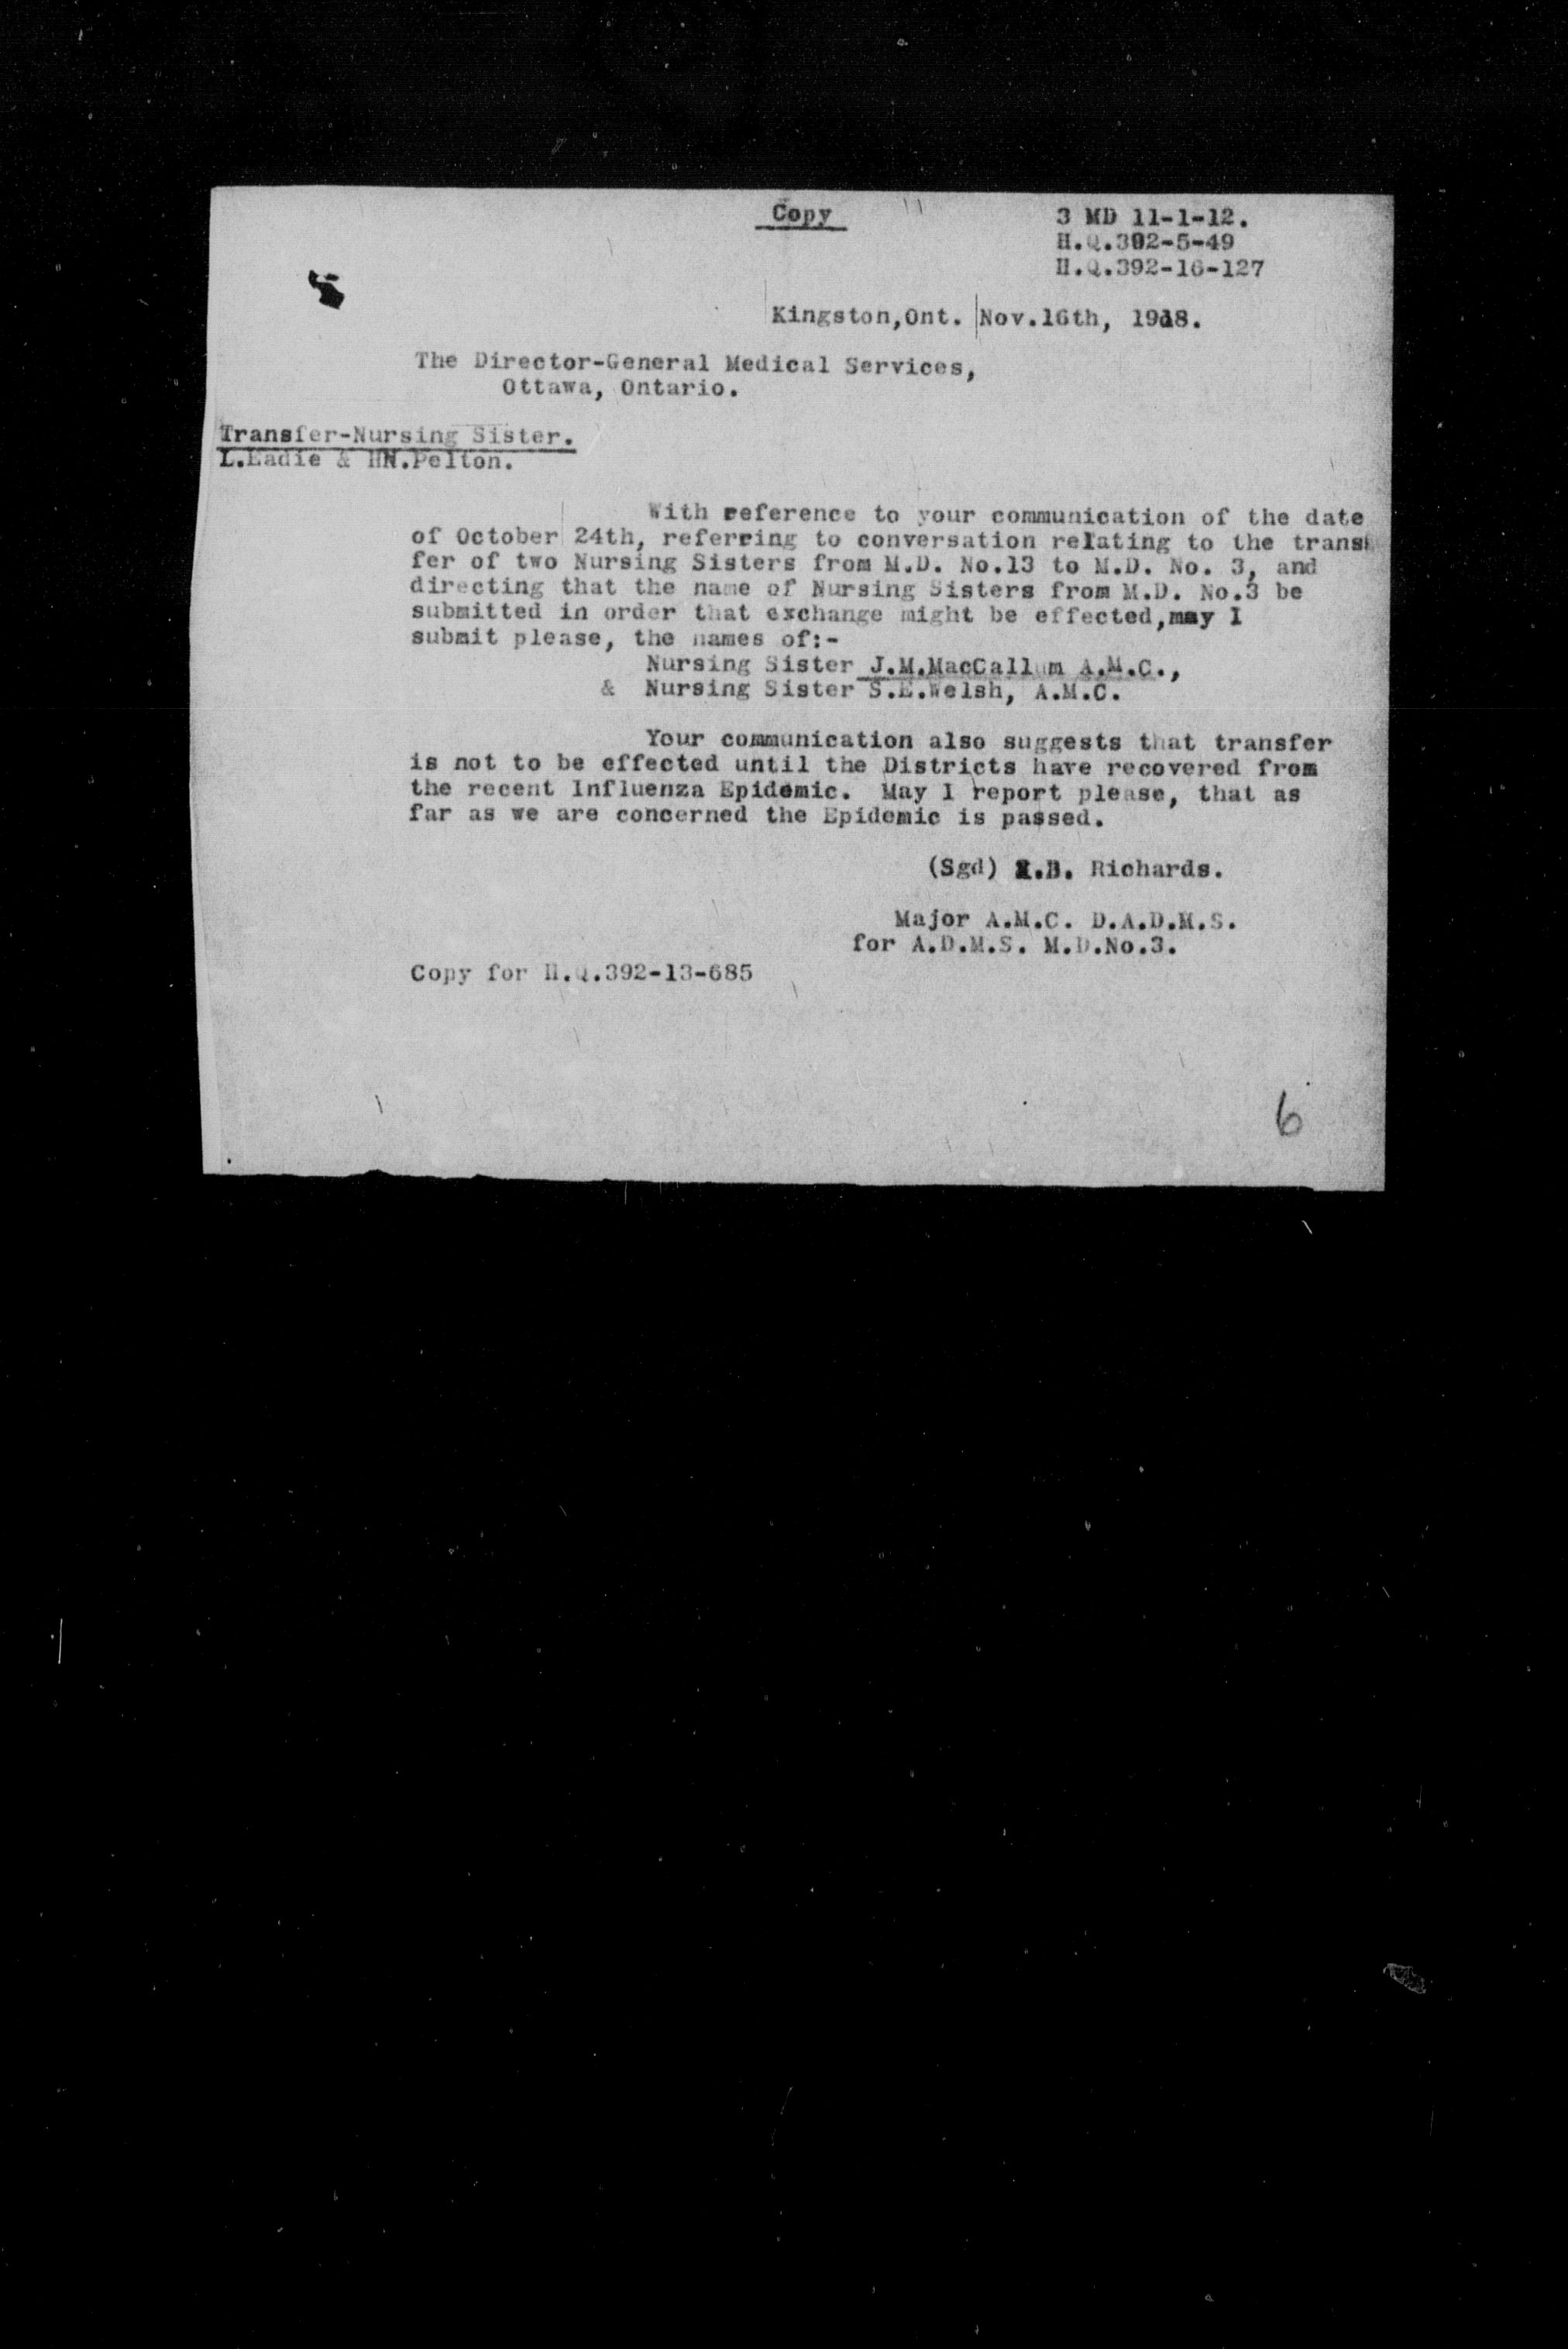 Copy
3 MD 11-1-12.
H.Q.392-5-49
H.Q.392-16-127
Kingston,Ont. Nov.16th, 1918.
The Director-General Medical Services,
Ottawa, Ontario.
Transfer-Nursing Sister.
L.Eadie & HN.Pelton.
With reference to your communication of the date
of October 24th, referring to conversation relating to the trans-
fer of two Nursing Sisters from M.D. No.13 to M.D. No. 3, and
directing that the name of Nursing Sisters from M.D. No.3 be
submitted in order that exchange might be effected,may I
submit please, the names of:-
Nursing Sister J.M.MacCallum A.M.C.,
& Nursing Sister S.E.Welsh, A.M.C.
Your communication also suggests that transfer
is not to be effected until the Districts have recovered from
the recent Influenza Epidemic. May I report please, that as
far as we are concerned the Epidemic is passed.
(Sgd) .B. Richards.
Major A.M.C. D.A.D.M.S.
for A.D.M.S. M.D.No.3.
Copy for H.Q.392-13-685
6